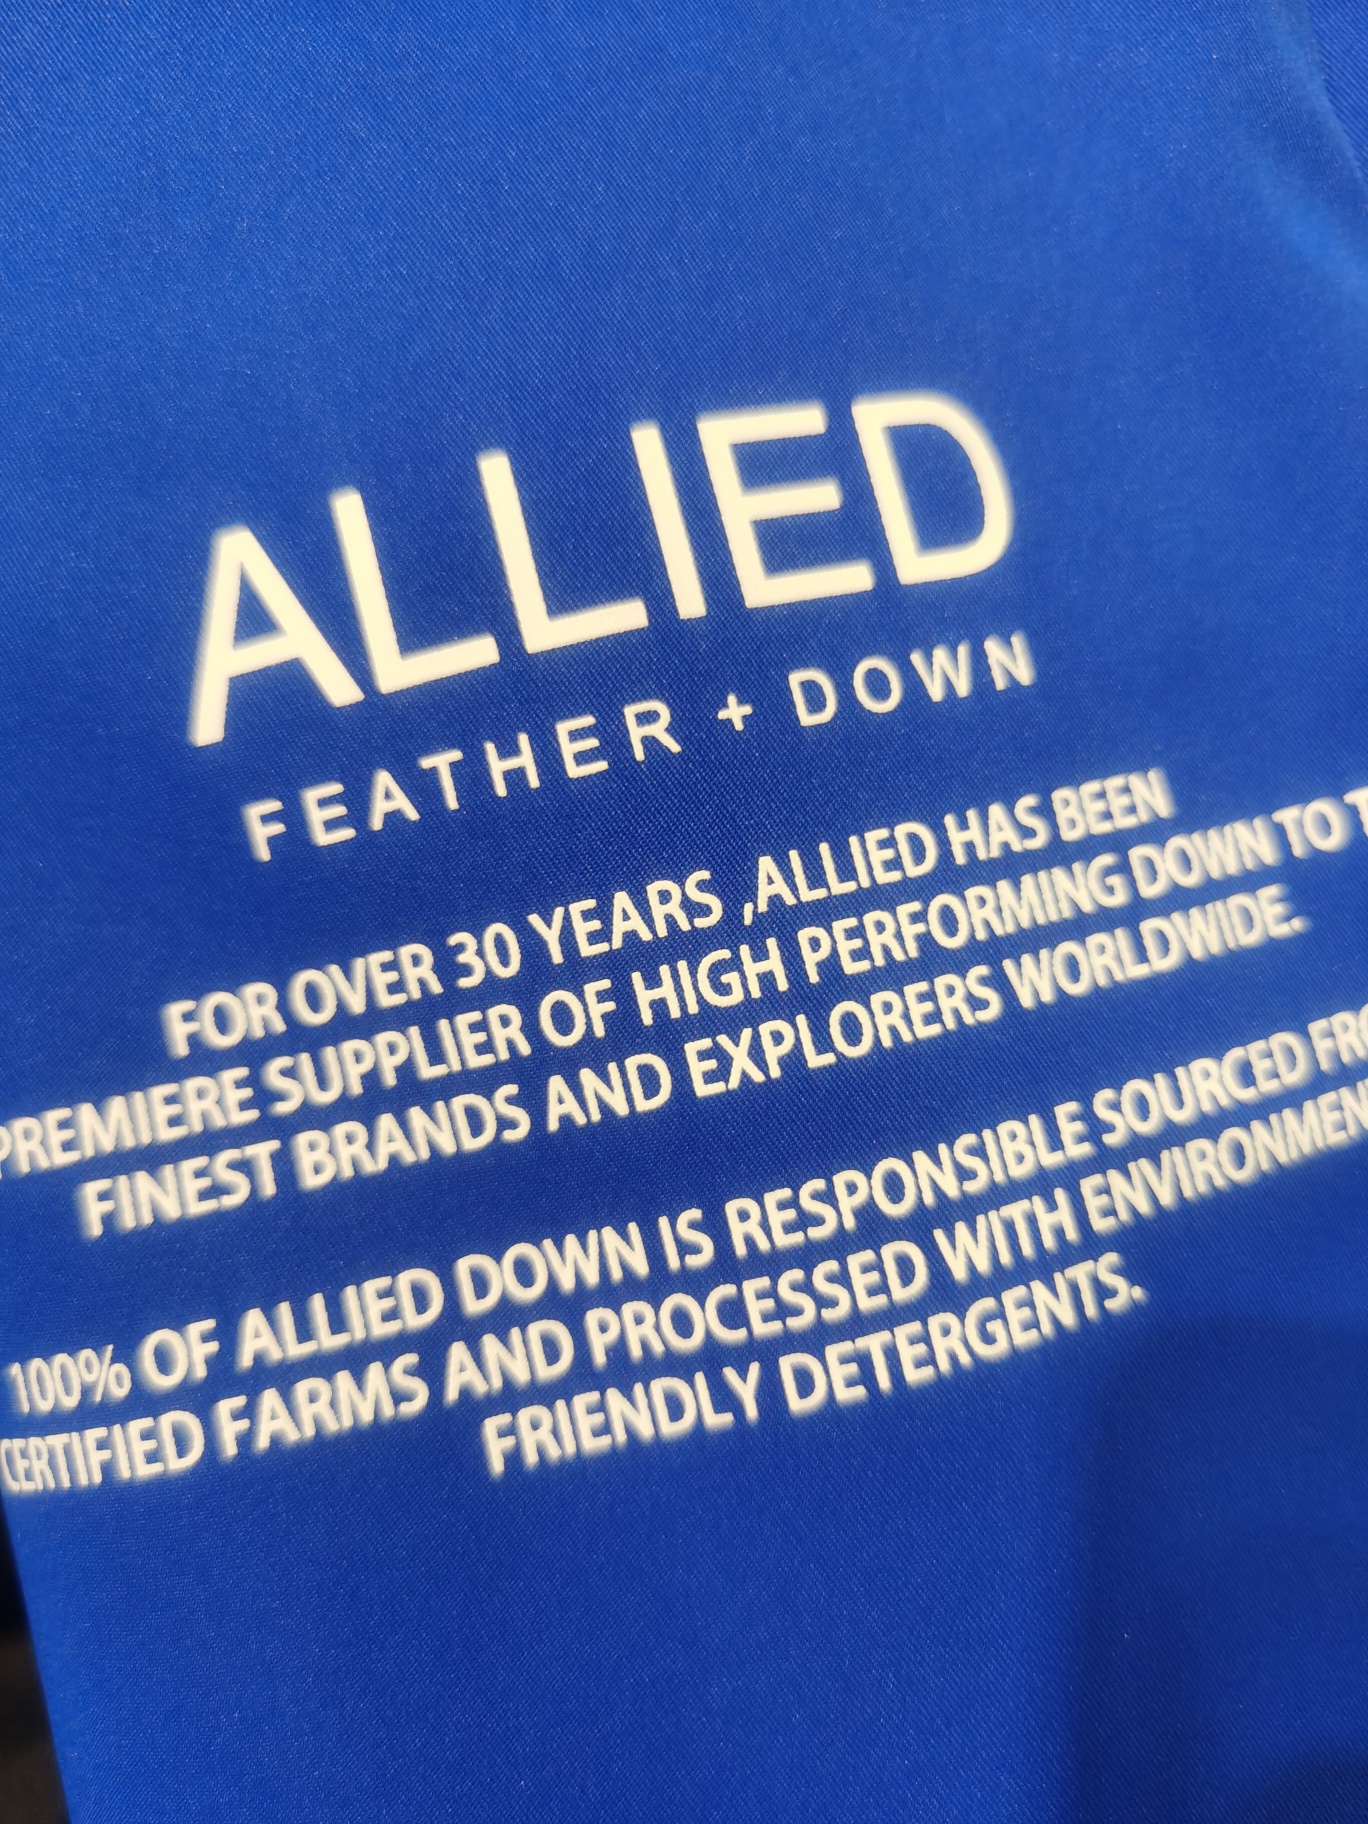 ALLIED
FEATHER + DOWN
FOR OVER 30 YEARS ,ALLIED HAS BEEN
PREMIERE SUPPLIER OF HIGH PERFORMING DOWN TO
FINEST BRANDS AND EXPLORERS WORLDWIDE.
100% OF ALLIED DOWN IS RESPONSIBLE SOURCED
CERTIFIED FARMS AND PROCESSED WITH
FRIENDLY DETERGENTS.